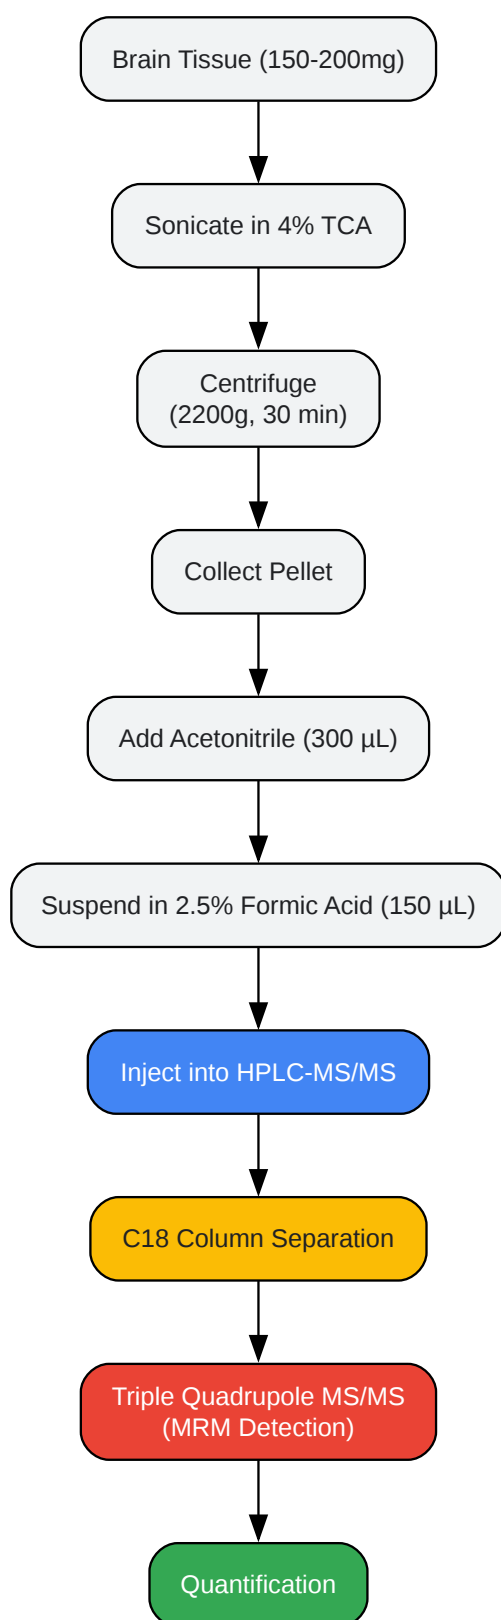 Brain Tissue (150-200mg)
Sonicate in 4% TCA
Centrifuge
(2200g, 30 min)
Collect Pellet
Add Acetonitrile (300 µL)
Suspend in 2.5% Formic Acid (150 µL)
Inject into HPLC-MS/MS
C18 Column Separation
Triple Quadrupole MS/MS
(MRM Detection)
Quantification